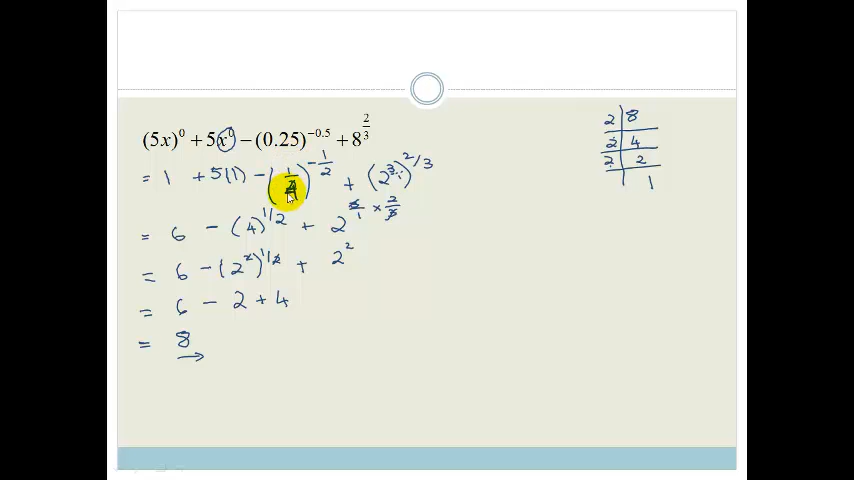 (5x)⁰ + 5x⁰ − (0.25)^−0.5 + 8^(2/3)
= 1 + 5(1) − (1/4)^−1/2 + (2³)^2/3
= 6 − (4)^1/2 + 2^(3/1 × 2/3)
= 6 − (2²)^1/2 + 2²
= 6 − 2 + 4
= 8
2 | 8
2 | 4
2 | 2
| 1